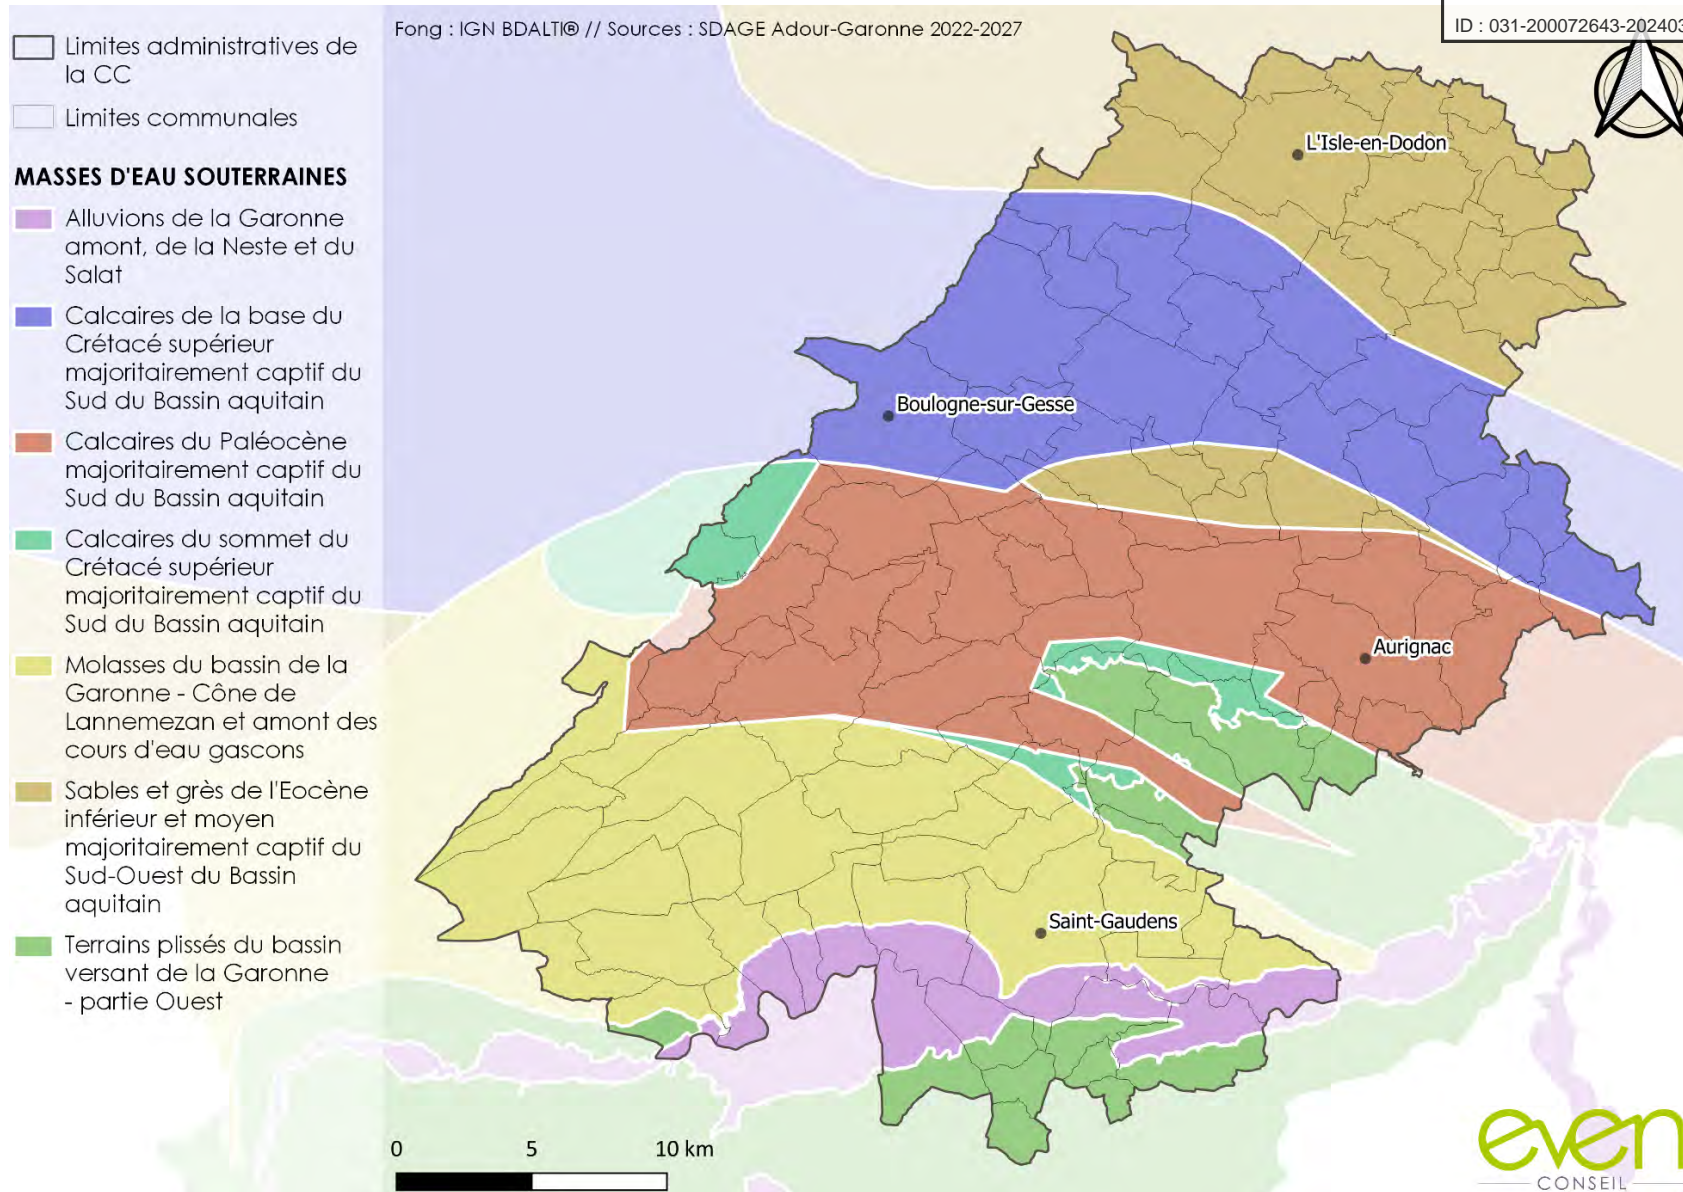 Fong : IGN BDALTI® // Sources : SDAGE Adour-Garonne 2022-2027
ID : 031-200072643-202403
Limites administratives de
la CC
Limites communales
MASSES D'EAU SOUTERRAINES
Alluvions de la Garonne
amont, de la Neste et du
Salat
Calcaires de la base du
Crétacé supérieur
majoritairement captif du
Sud du Bassin aquitain
Calcaires du Paléocène
majoritairement captif du
Sud du Bassin aquitain
Calcaires du sommet du
Crétacé supérieur
majoritairement captif du
Sud du Bassin aquitain
Molasses du bassin de la
Garonne - Cône de
Lannemezan et amont des
cours d'eau gascons
Sables et grès de l'Eocène
inférieur et moyen
majoritairement captif du
Sud-Ouest du Bassin
aquitain
Terrains plissés du bassin
versant de la Garonne
- partie Ouest
L'Isle-en-Dodon
Boulogne-sur-Gesse
Aurignac
Saint-Gaudens
0 5 10 km
even
CONSEIL